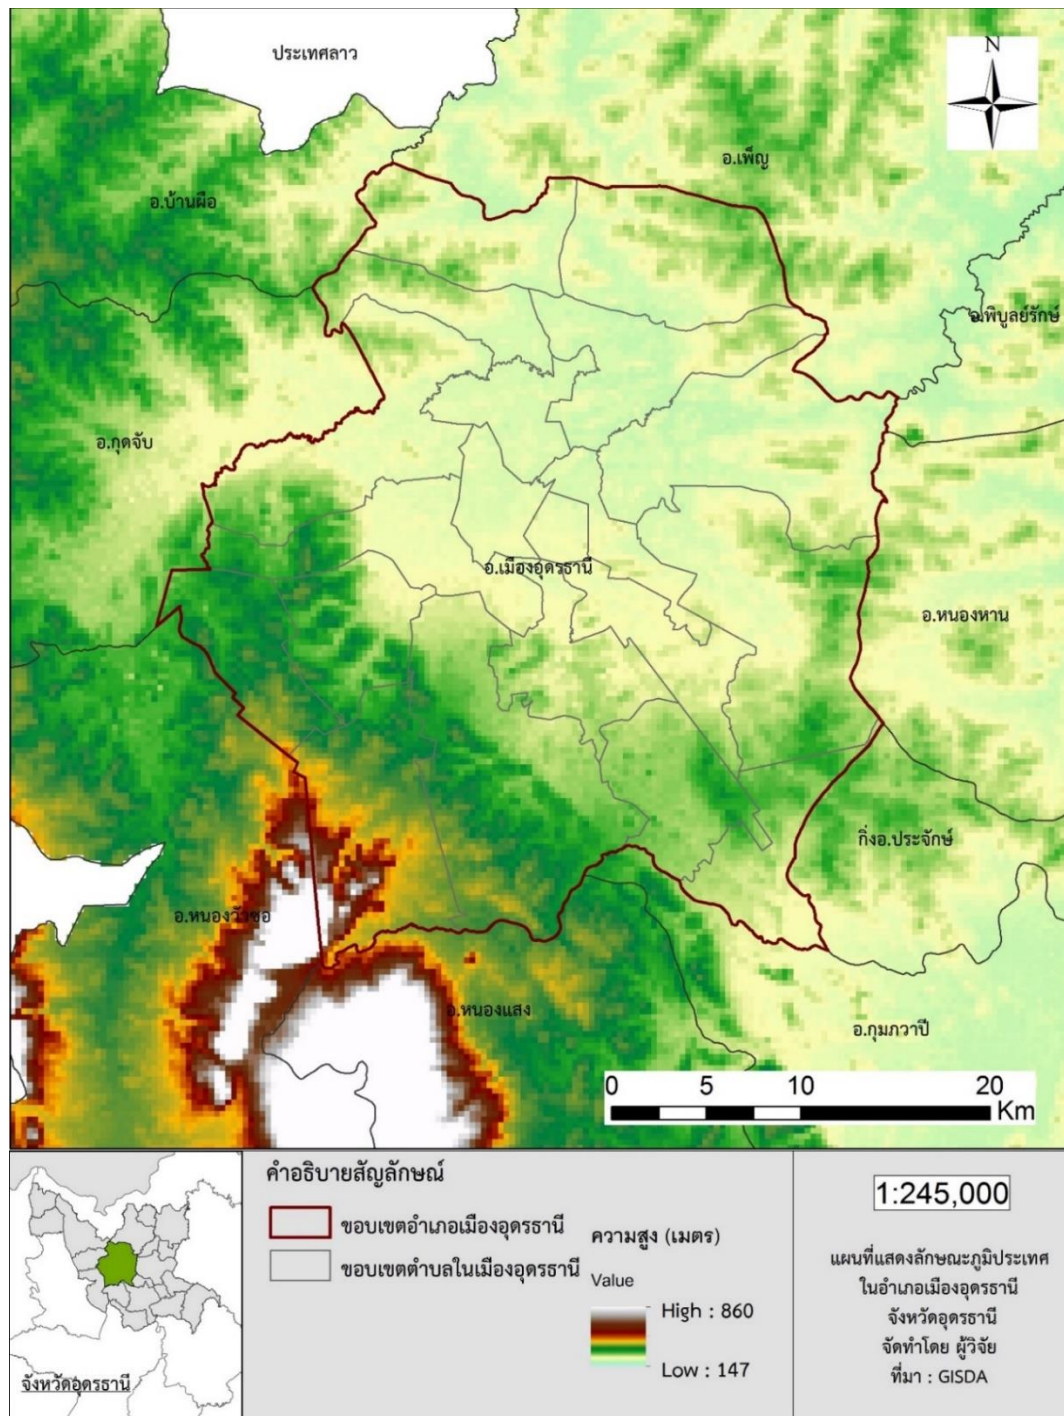 ประเทศลาว
N
อ.เพ็ญ
อ.บ้านผือ
อ.พิบูลย์รักษ์
อ.กุดจับ
อ.เมืองอุดรธานี
อ.หนองหาน
กิ่งอ.ประจักษ์
อ.หนองวัวซอ
อ.หนองแสง
อ.กุมภวาปี
0 5 10 20
Km
คำอธิบายสัญลักษณ์
ขอบเขตอำเภอเมืองอุดรธานี
ขอบเขตตำบลในเมืองอุดรธานี
ความสูง (เมตร)
Value
High : 860
Low : 147
1:245,000
แผนที่แสดงลักษณะภูมิประเทศ
ในอำเภอเมืองอุดรธานี
จังหวัดอุดรธานี
จัดทำโดย ผู้วิจัย
ที่มา : GISDA
จังหวัดอุดรธานี